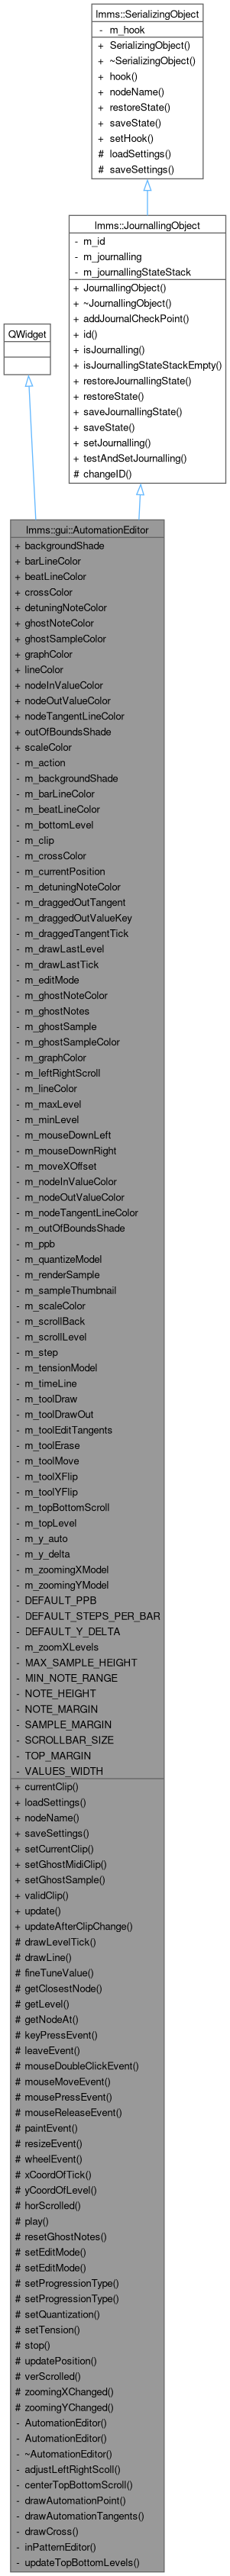 lmms::SerializingObject
- m_hook
+ SerializingObject()
+ ~SerializingObject()
+ hook()
+ nodeName()
+ restoreState()
+ saveState()
+ setHook()
# loadSettings()
# saveSettings()
lmms::JournallingObject
- m_id
- m_journalling
- m_journallingStateStack
+ JournallingObject()
+ ~JournallingObject()
+ addJournalCheckPoint()
+ id()
+ isJournalling()
+ isJournallingStateStackEmpty()
+ restoreJournallingState()
+ restoreState()
+ saveJournallingState()
+ saveState()
+ setJournalling()
+ testAndSetJournalling()
# changeID()
QWidget
lmms::gui::AutomationEditor
+ backgroundShade
+ barLineColor
+ beatLineColor
+ crossColor
+ detuningNoteColor
+ ghostNoteColor
+ ghostSampleColor
+ graphColor
+ lineColor
+ nodeInValueColor
+ nodeOutValueColor
+ nodeTangentLineColor
+ outOfBoundsShade
+ scaleColor
- m_action
- m_backgroundShade
- m_barLineColor
- m_beatLineColor
- m_bottomLevel
- m_clip
- m_crossColor
- m_currentPosition
- m_detuningNoteColor
- m_draggedOutTangent
- m_draggedOutValueKey
- m_draggedTangentTick
- m_drawLastLevel
- m_drawLastTick
- m_editMode
- m_ghostNoteColor
- m_ghostNotes
- m_ghostSample
- m_ghostSampleColor
- m_graphColor
- m_leftRightScroll
- m_lineColor
- m_maxLevel
- m_minLevel
- m_mouseDownLeft
- m_mouseDownRight
- m_moveXOffset
- m_nodeInValueColor
- m_nodeOutValueColor
- m_nodeTangentLineColor
- m_outOfBoundsShade
- m_ppb
- m_quantizeModel
- m_renderSample
- m_sampleThumbnail
- m_scaleColor
- m_scrollBack
- m_scrollLevel
- m_step
- m_tensionModel
- m_timeLine
- m_toolDraw
- m_toolDrawOut
- m_toolEditTangents
- m_toolErase
- m_toolMove
- m_toolXFlip
- m_toolYFlip
- m_topBottomScroll
- m_topLevel
- m_y_auto
- m_y_delta
- m_zoomingXModel
- m_zoomingYModel
- DEFAULT_PPB
- DEFAULT_STEPS_PER_BAR
- DEFAULT_Y_DELTA
- m_zoomXLevels
- MAX_SAMPLE_HEIGHT
- MIN_NOTE_RANGE
- NOTE_HEIGHT
- NOTE_MARGIN
- SAMPLE_MARGIN
- SCROLLBAR_SIZE
- TOP_MARGIN
- VALUES_WIDTH
+ currentClip()
+ loadSettings()
+ nodeName()
+ saveSettings()
+ setCurrentClip()
+ setGhostMidiClip()
+ setGhostSample()
+ validClip()
+ update()
+ updateAfterClipChange()
# drawLevelTick()
# drawLine()
# fineTuneValue()
# getClosestNode()
# getLevel()
# getNodeAt()
# keyPressEvent()
# leaveEvent()
# mouseDoubleClickEvent()
# mouseMoveEvent()
# mousePressEvent()
# mouseReleaseEvent()
# paintEvent()
# resizeEvent()
# wheelEvent()
# xCoordOfTick()
# yCoordOfLevel()
# horScrolled()
# play()
# resetGhostNotes()
# setEditMode()
# setEditMode()
# setProgressionType()
# setProgressionType()
# setQuantization()
# setTension()
# stop()
# updatePosition()
# verScrolled()
# zoomingXChanged()
# zoomingYChanged()
- AutomationEditor()
- AutomationEditor()
- ~AutomationEditor()
- adjustLeftRightScoll()
- centerTopBottomScroll()
- drawAutomationPoint()
- drawAutomationTangents()
- drawCross()
- inPatternEditor()
- updateTopBottomLevels()